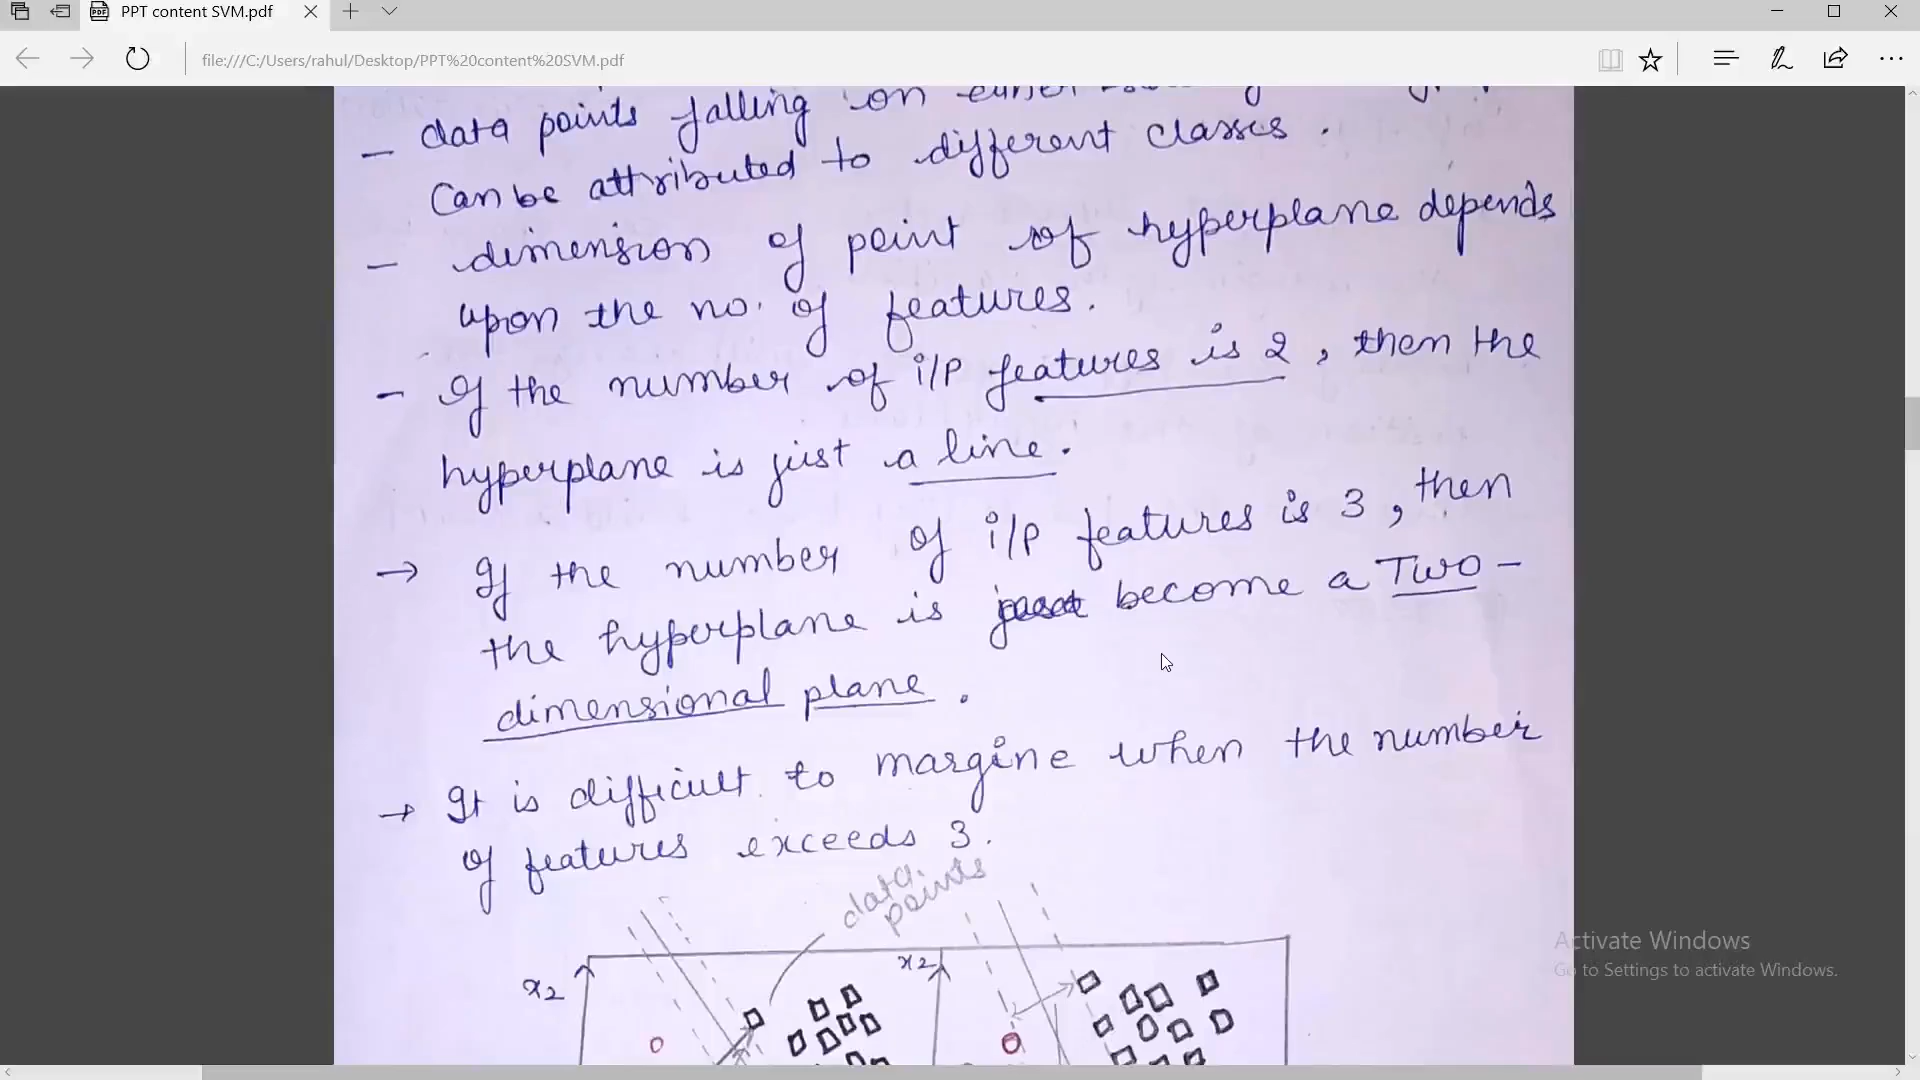 PPT content SVM.pdf
file:///C:/Users/rahul/Desktop/PPT%20content%20SVM.pdf
- data points falling on
Can be attributed to different classes.
- dimension of point of hyperplane depends
upon the no. of features.
- If the number of i/p features is 2, then the
hyperplane is just a line.
→ If the number of i/p features is 3, then
the hyperplane is become a Two-
dimensional plane.
→ It is difficult to margine when the number
of features exceeds 3.
data
points
x2
x2
Activate Windows
Go to Settings to activate Windows.